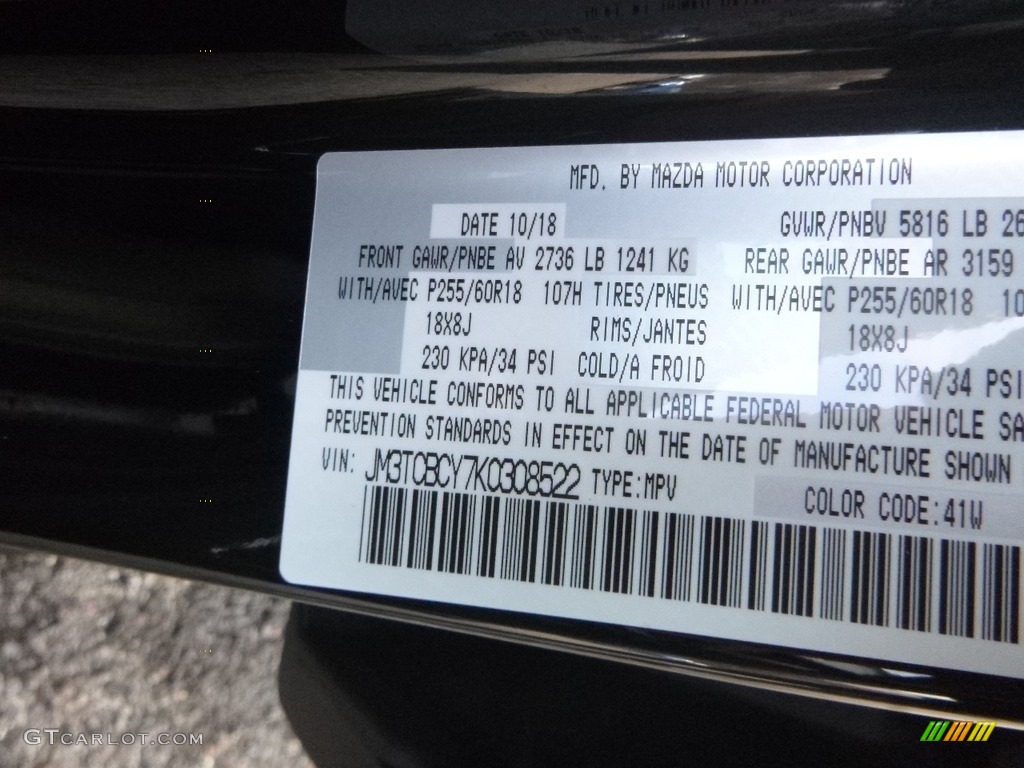 MFD. BY MAZDA MOTOR CORPORATION
DATE 10/18 GVWR/PNBV 5816 LB 26
FRONT GAWR/PNBE AV 2736 LB 1241 KG REAR GAWR/PNBE AR 3159
WITH/AVEC P255/60R18 107H TIRES/PNEUS WITH/AVEC P255/60R18 10
18X8J RIMS/JANTES 18X8J
230 KPA/34 PSI COLD/A FROID 230 KPA/34 PSI
THIS VEHICLE CONFORMS TO ALL APPLICABLE FEDERAL MOTOR VEHICLE SA
PREVENTION STANDARDS IN EFFECT ON THE DATE OF MANUFACTURE SHOWN
VIN: JM3TCBCY7K0308522 TYPE:MPV
COLOR CODE:41W
GTCARLOT.COM